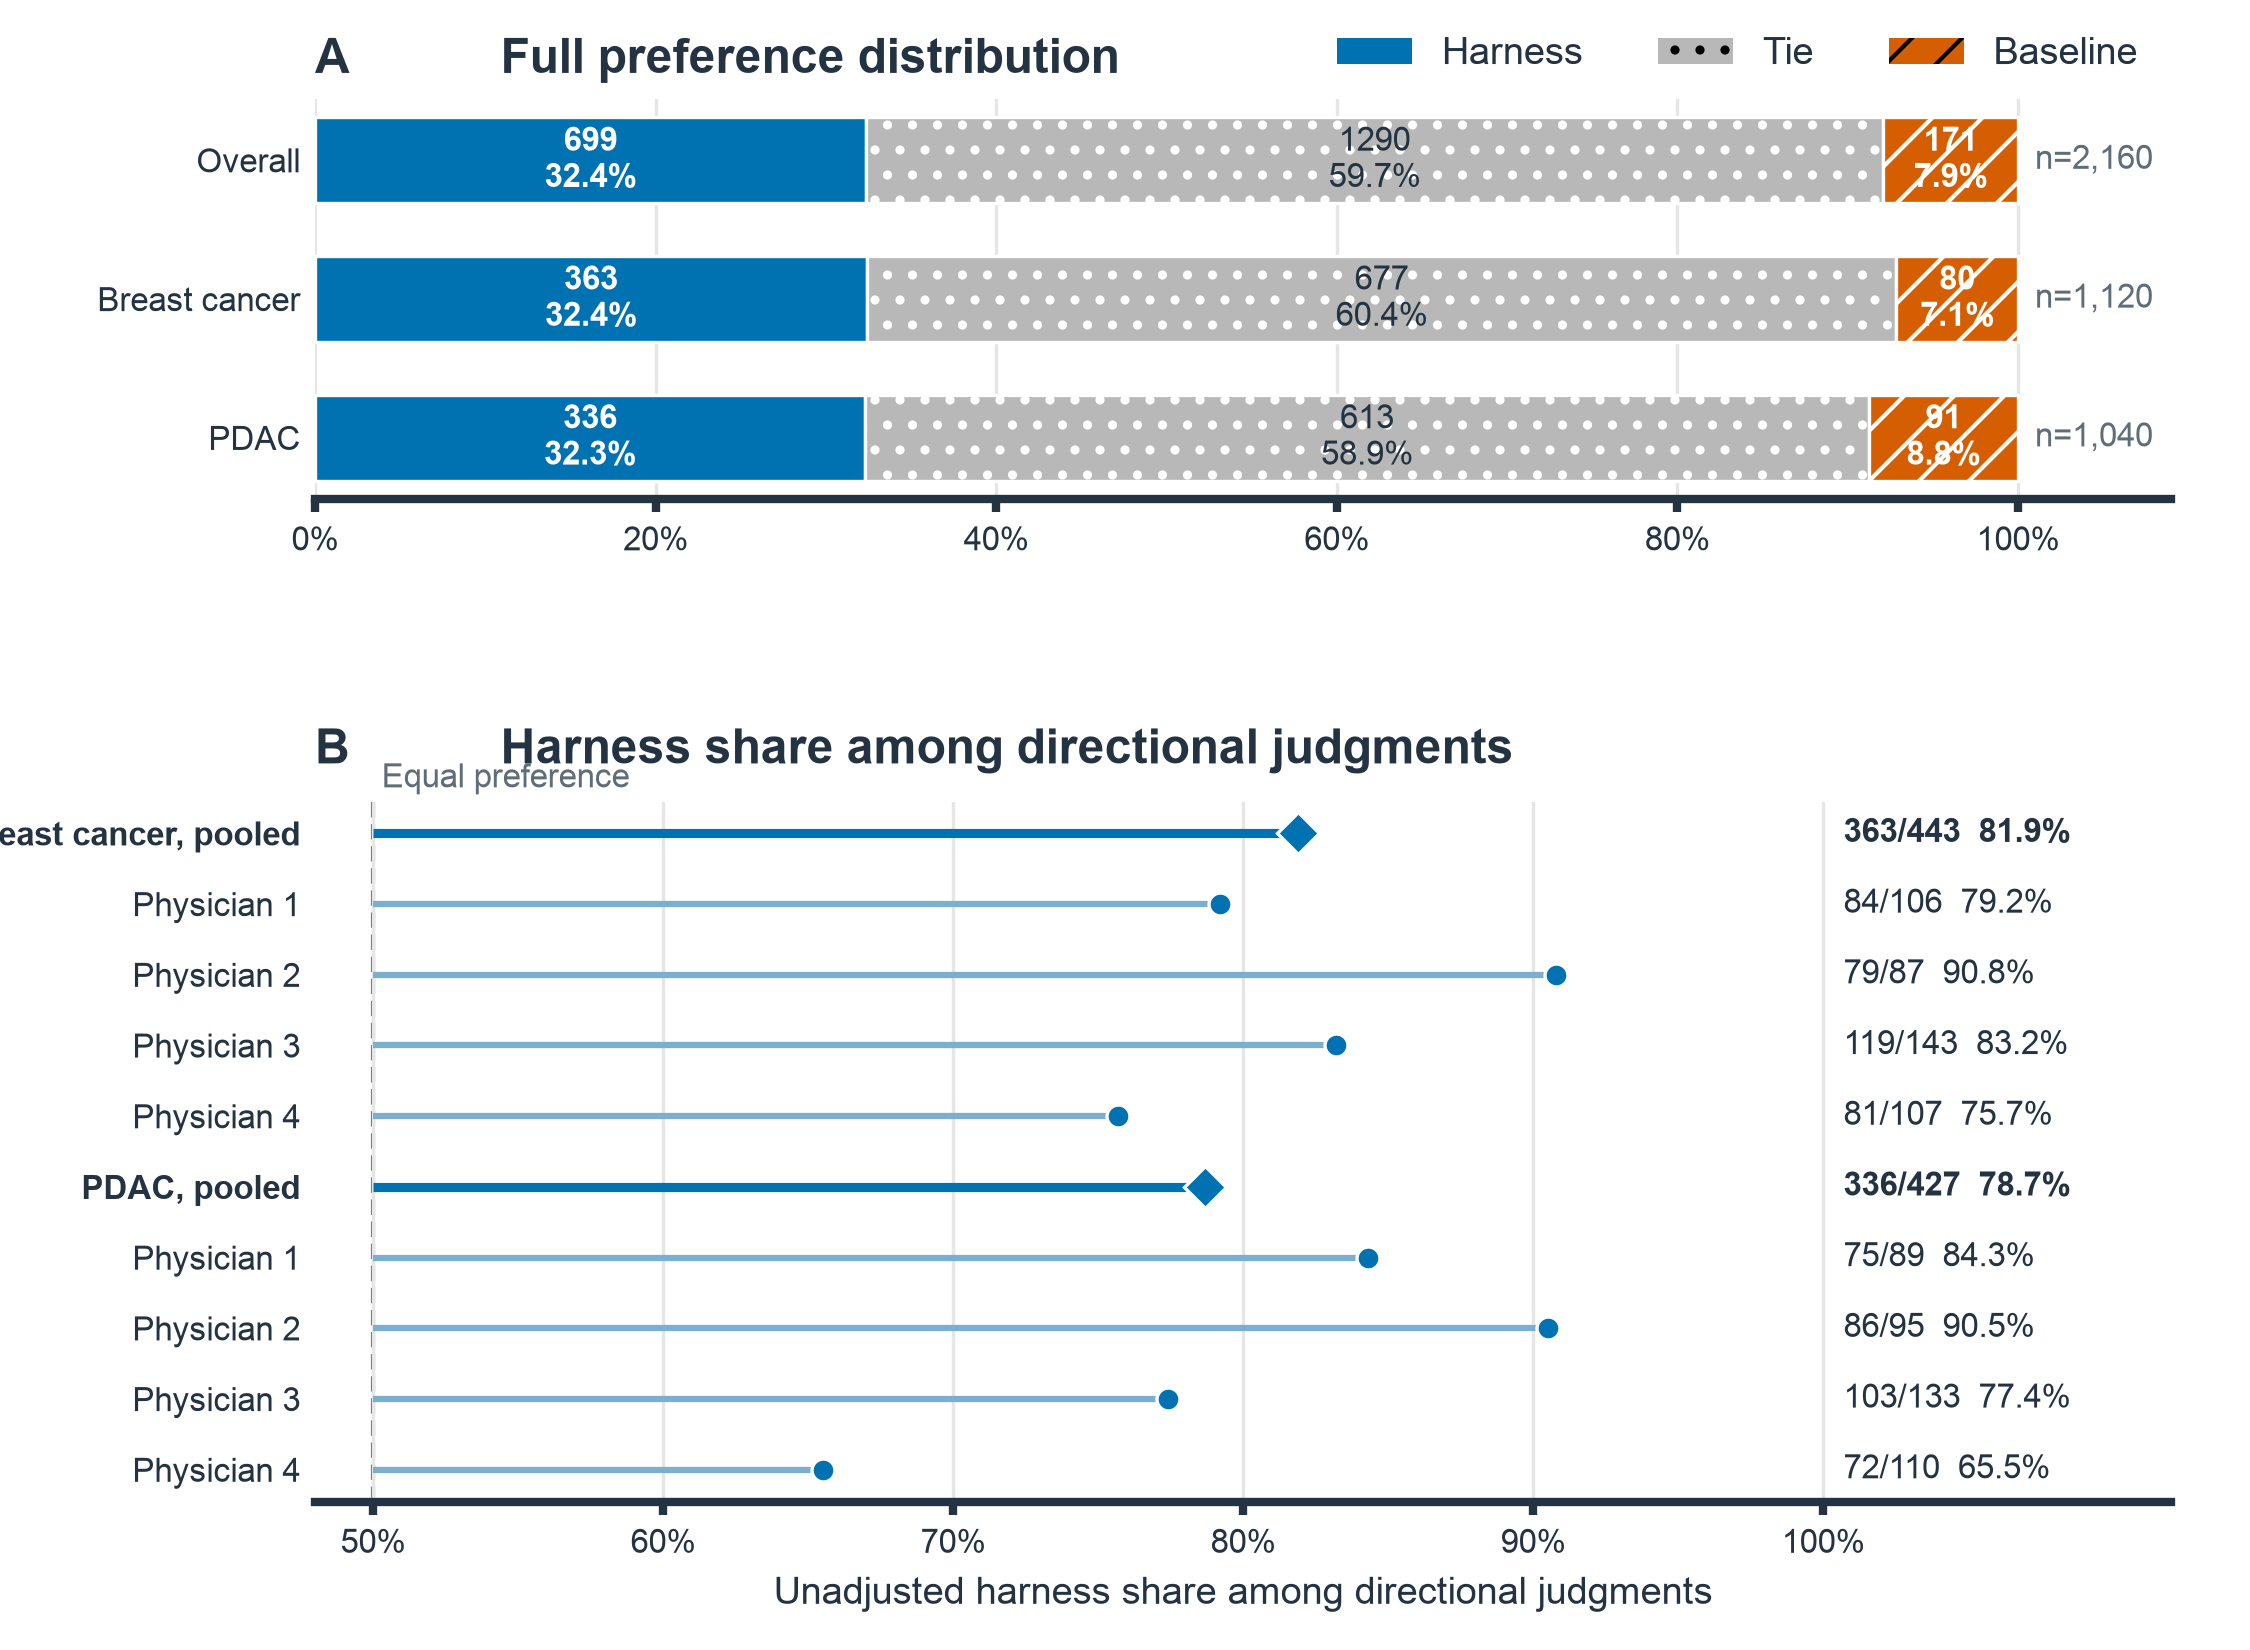 A Full preference distribution Harness Tie Baseline
Overall 699 32.4% 1290 59.7% 171 7.9% n=2,160
Breast cancer 363 32.4% 677 60.4% 80 7.1% n=1,120
PDAC 336 32.3% 613 58.9% 91 8.8% n=1,040
0% 20% 40% 60% 80% 100%
B Harness share among directional judgments
Equal preference
east cancer, pooled 363/443 81.9%
Physician 1 84/106 79.2%
Physician 2 79/87 90.8%
Physician 3 119/143 83.2%
Physician 4 81/107 75.7%
PDAC, pooled 336/427 78.7%
Physician 1 75/89 84.3%
Physician 2 86/95 90.5%
Physician 3 103/133 77.4%
Physician 4 72/110 65.5%
50% 60% 70% 80% 90% 100%
Unadjusted harness share among directional judgments